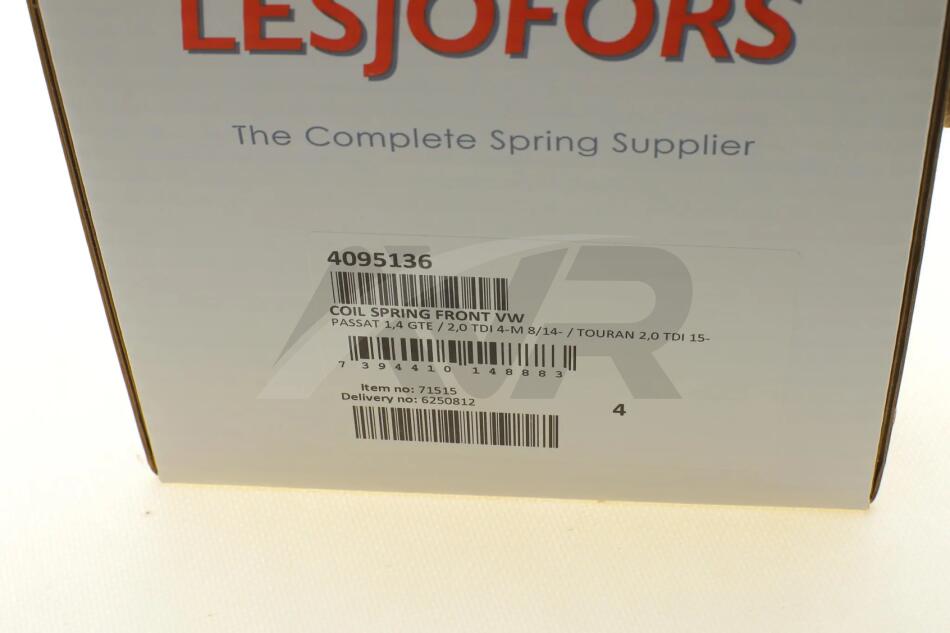 LESJOFORS
The Complete Spring Supplier
4095136
COIL SPRING FRONT VW
PASSAT 1,4 GTE / 2,0 TDI 4-M 8/14- / TOURAN 2,0 TDI 15-
7 394410 148883
Item no: 71515
Delivery no: 6250812
4
AVR